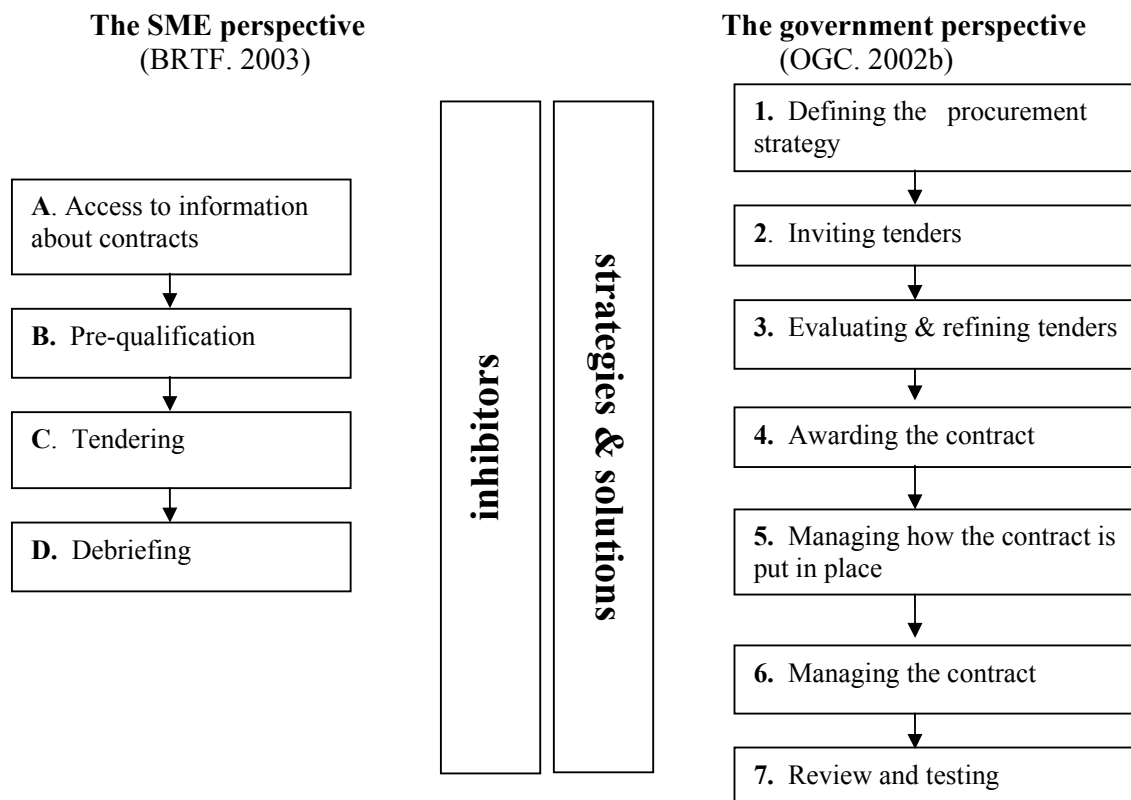 The SME perspective
(BRTF. 2003)
A. Access to information
about contracts
B. Pre-qualification
C. Tendering
D. Debriefing
inhibitors
strategies & solutions
The government perspective
(OGC. 2002b)
1. Defining the procurement
strategy
2. Inviting tenders
3. Evaluating & refining tenders
4. Awarding the contract
5. Managing how the contract is
put in place
6. Managing the contract
7. Review and testing